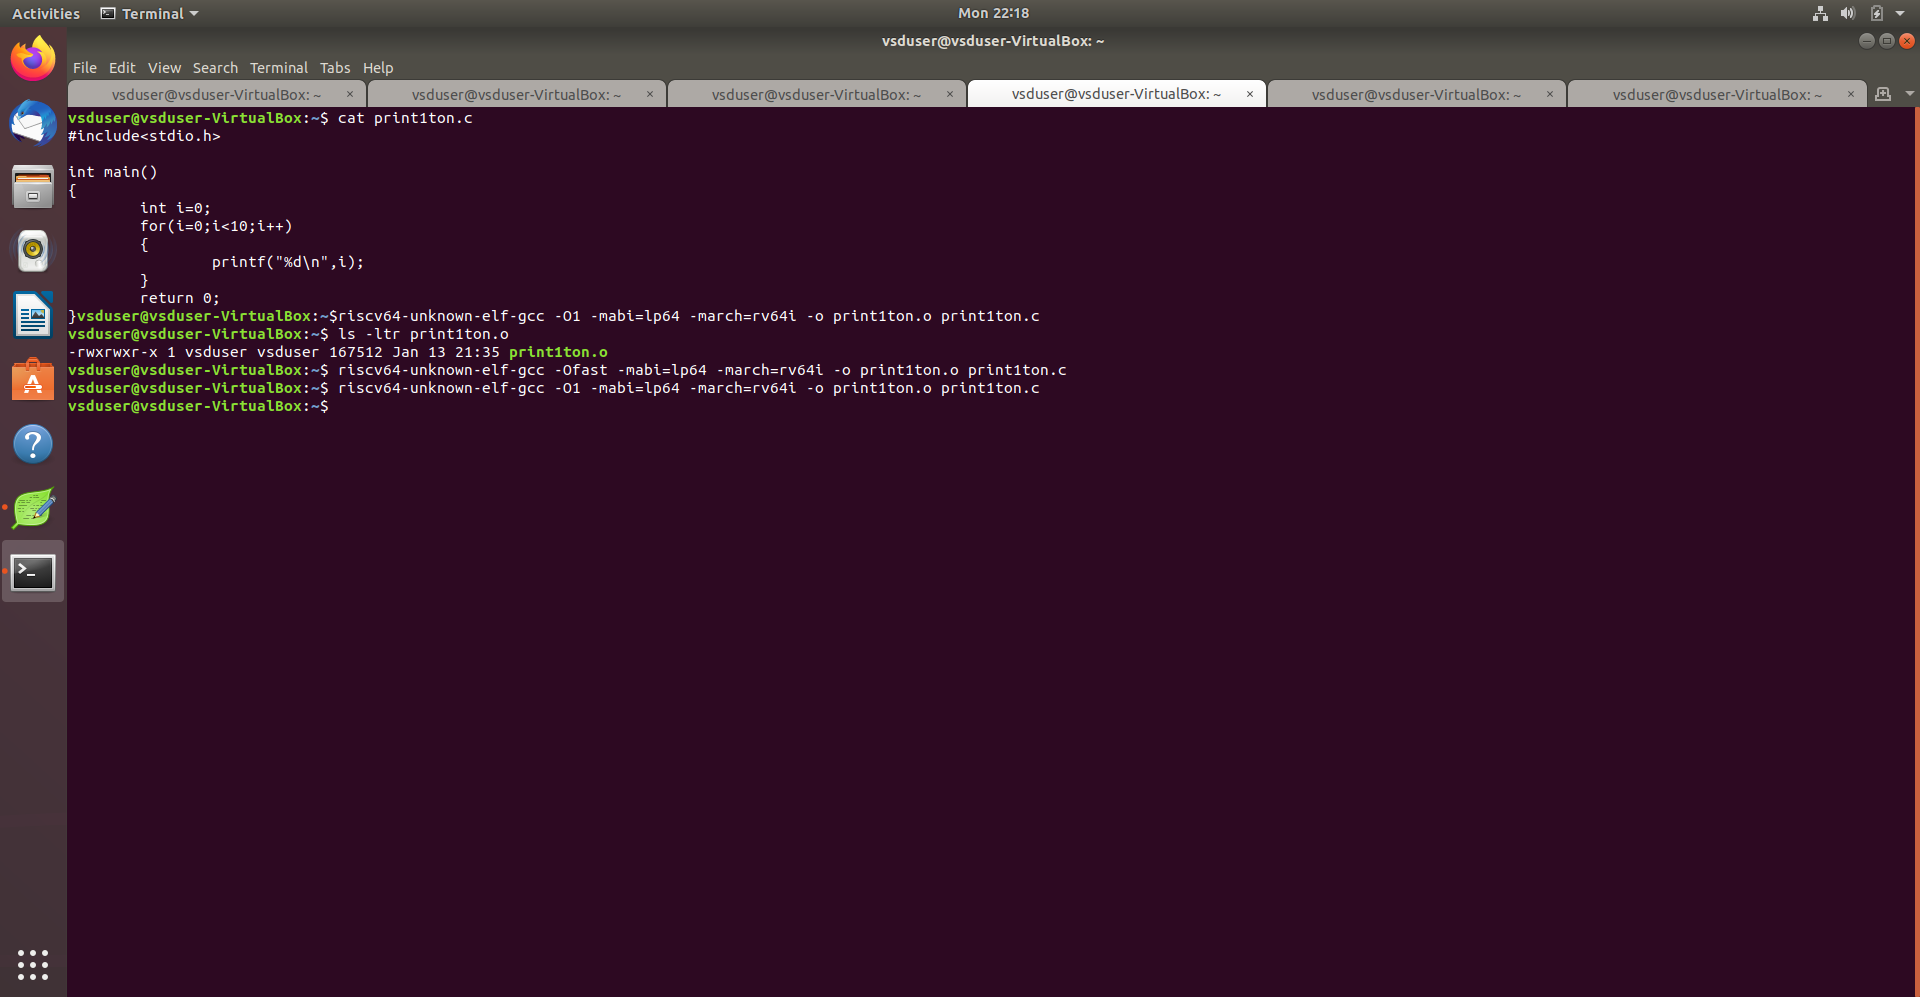 Activities Terminal Mon 22:18
vsduser@vsduser-VirtualBox: ~
File Edit View Search Terminal Tabs Help
vsduser@vsduser-VirtualBox: ~ × vsduser@vsduser-VirtualBox: ~ × vsduser@vsduser-VirtualBox: ~ × vsduser@vsduser-VirtualBox: ~ × vsduser@vsduser-VirtualBox: ~ × vsduser@vsduser-VirtualBox: ~ ×
vsduser@vsduser-VirtualBox:~$ cat print1ton.c
#include<stdio.h>

int main()
{
        int i=0;
        for(i=0;i<10;i++)
        {
                printf("%d\n",i);
        }
        return 0;
}vsduser@vsduser-VirtualBox:~$riscv64-unknown-elf-gcc -O1 -mabi=lp64 -march=rv64i -o print1ton.o print1ton.c
vsduser@vsduser-VirtualBox:~$ ls -ltr print1ton.o
-rwxrwxr-x 1 vsduser vsduser 167512 Jan 13 21:35 print1ton.o
vsduser@vsduser-VirtualBox:~$ riscv64-unknown-elf-gcc -Ofast -mabi=lp64 -march=rv64i -o print1ton.o print1ton.c
vsduser@vsduser-VirtualBox:~$ riscv64-unknown-elf-gcc -O1 -mabi=lp64 -march=rv64i -o print1ton.o print1ton.c
vsduser@vsduser-VirtualBox:~$